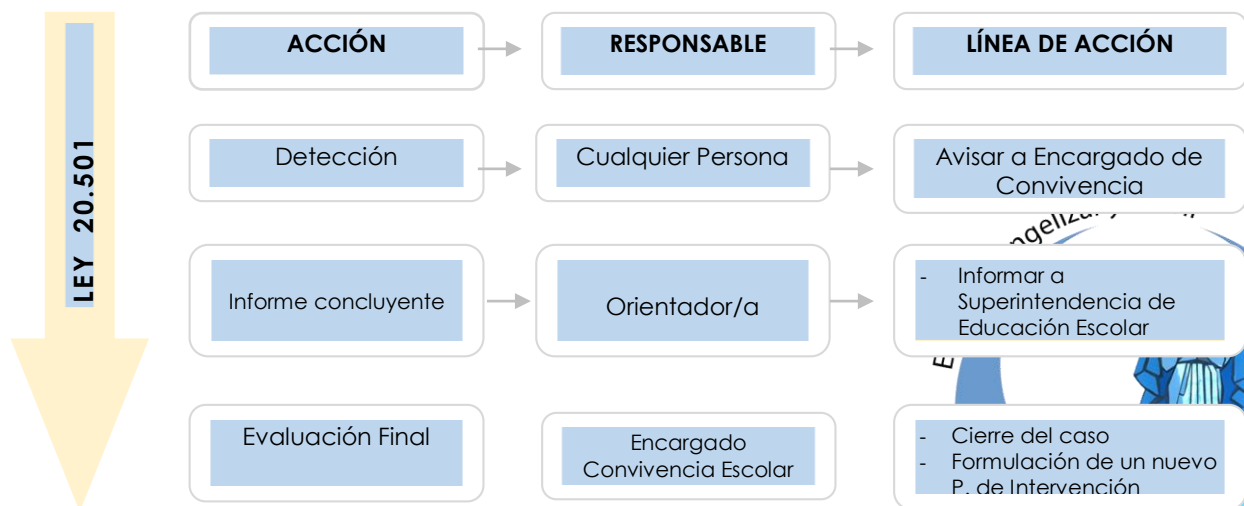 ACCIÓN
RESPONSABLE
LÍNEA DE ACCIÓN
LEY 20.501
Detección
Cualquier Persona
Avisar a Encargado de
Convivencia
Informe concluyente
Orientador/a
- Informar a
Superintendencia de
Educación Escolar
Evaluación Final
Encargado
Convivencia Escolar
- Cierre del caso
- Formulación de un nuevo
P. de Intervención